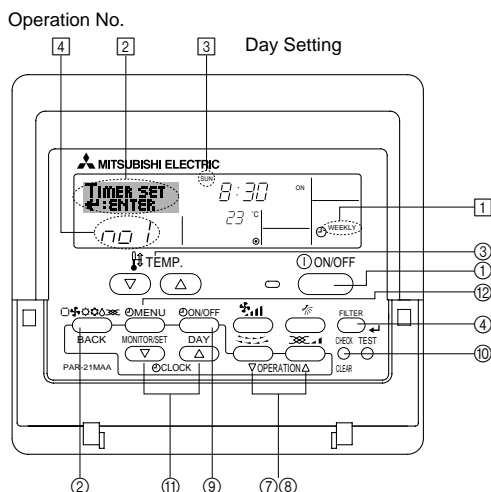 Operation No.
4 2 3 Day Setting
MITSUBISHI ELECTRIC
SUN
TIMER SET
↵:ENTER
8:30 ON
23 °C
WEEKLY
1
no 1
TEMP.
ON/OFF
③
①
⑫
MENU ON/OFF FILTER
④
BACK MONITOR/SET DAY CHECK TEST
⑩
PAR-21MAA CLOCK ▽OPERATION△ CLEAR
② ⑪ ⑨ ⑦⑧